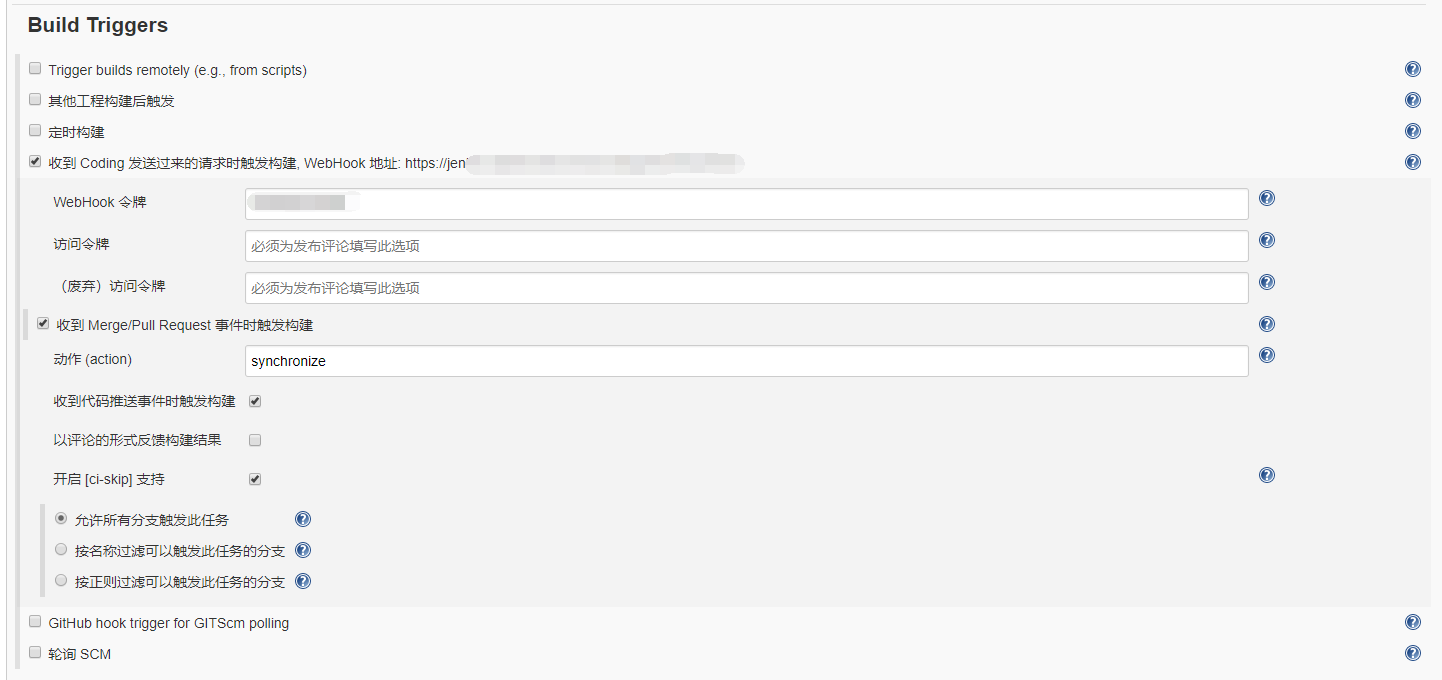 Build Triggers
Trigger builds remotely (e.g., from scripts)
其他工程构建后触发
定时构建
收到 Coding 发送过来的请求时触发构建, WebHook 地址: https://jen
WebHook 令牌
访问令牌 必须为发布评论填写此选项
（废弃）访问令牌 必须为发布评论填写此选项
收到 Merge/Pull Request 事件时触发构建
动作 (action) synchronize
收到代码推送事件时触发构建
以评论的形式反馈构建结果
开启 [ci-skip] 支持
允许所有分支触发此任务
按名称过滤可以触发此任务的分支
按正则过滤可以触发此任务的分支
GitHub hook trigger for GITScm polling
轮询 SCM